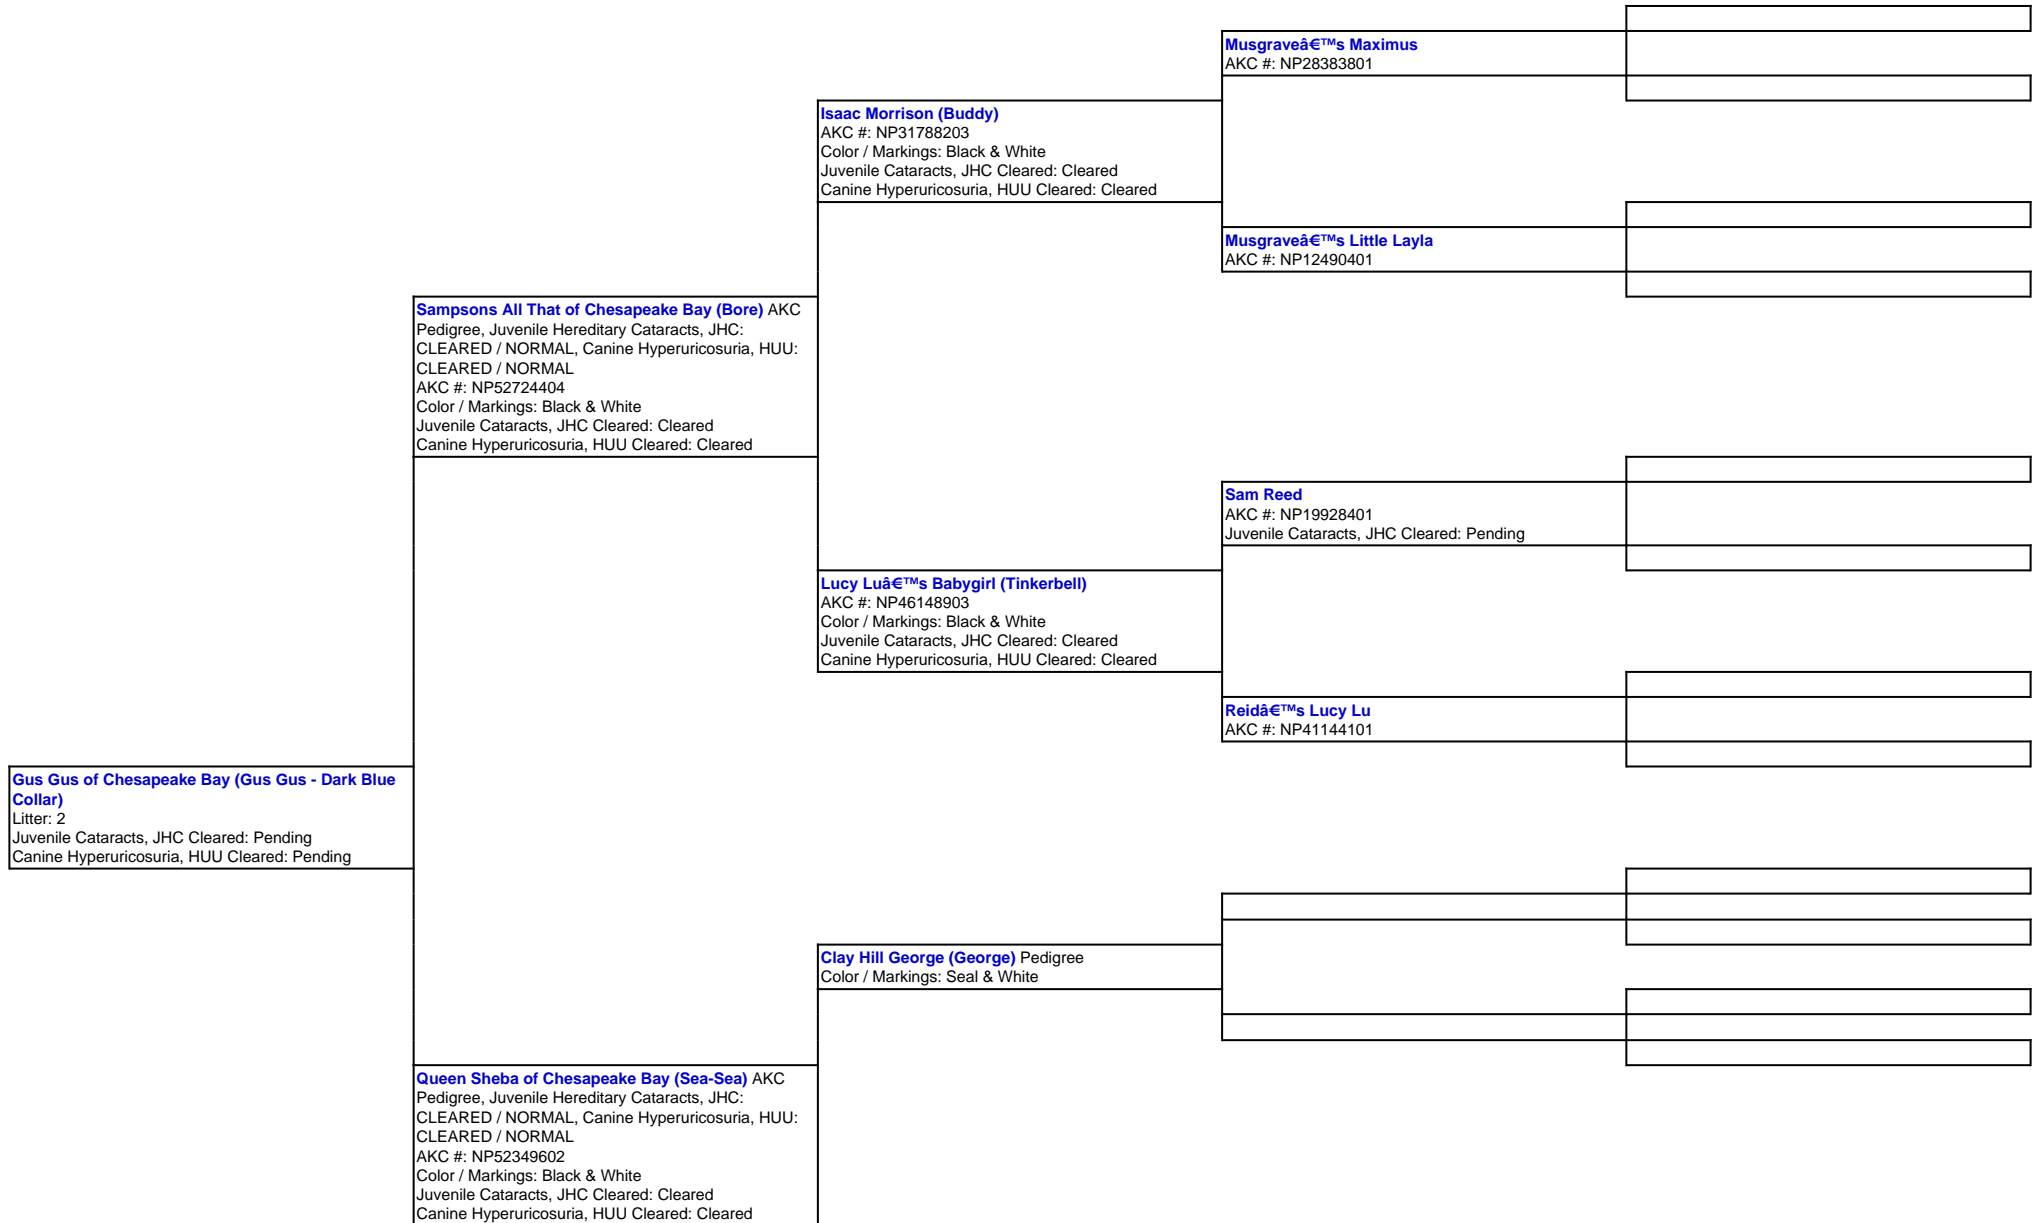 Musgraveâ€™s Maximus
AKC #: NP28383801
Isaac Morrison (Buddy)
AKC #: NP31788203
Color / Markings: Black & White
Juvenile Cataracts, JHC Cleared: Cleared
Canine Hyperuricosuria, HUU Cleared: Cleared
Musgraveâ€™s Little Layla
AKC #: NP12490401
Sampsons All That of Chesapeake Bay (Bore) AKC
Pedigree, Juvenile Hereditary Cataracts, JHC:
CLEARED / NORMAL, Canine Hyperuricosuria, HUU:
CLEARED / NORMAL
AKC #: NP52724404
Color / Markings: Black & White
Juvenile Cataracts, JHC Cleared: Cleared
Canine Hyperuricosuria, HUU Cleared: Cleared
Sam Reed
AKC #: NP19928401
Juvenile Cataracts, JHC Cleared: Pending
Lucy Luâ€™s Babygirl (Tinkerbell)
AKC #: NP46148903
Color / Markings: Black & White
Juvenile Cataracts, JHC Cleared: Cleared
Canine Hyperuricosuria, HUU Cleared: Cleared
Reidâ€™s Lucy Lu
AKC #: NP41144101
Gus Gus of Chesapeake Bay (Gus Gus - Dark Blue
Collar)
Litter: 2
Juvenile Cataracts, JHC Cleared: Pending
Canine Hyperuricosuria, HUU Cleared: Pending
Clay Hill George (George) Pedigree
Color / Markings: Seal & White
Queen Sheba of Chesapeake Bay (Sea-Sea) AKC
Pedigree, Juvenile Hereditary Cataracts, JHC:
CLEARED / NORMAL, Canine Hyperuricosuria, HUU:
CLEARED / NORMAL
AKC #: NP52349602
Color / Markings: Black & White
Juvenile Cataracts, JHC Cleared: Cleared
Canine Hyperuricosuria, HUU Cleared: Cleared